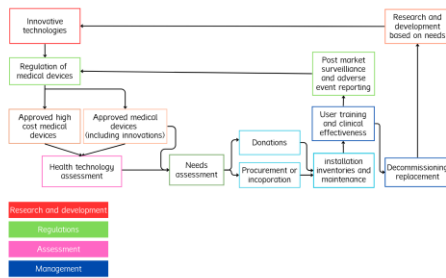 Innovative
technologies
Research and
development
based on needs
Regulation of
medical devices
Post market
surveillance and
adverse
event reporting
Approved high
cost medical
devices
Approved medical
devices
(including innovations)
User training and
clinical
effectiveness
Donations
Health technology
assessment
Needs
assessment
Procurement or
incoporation
Installation
inventories and
maintenance
Decommissioning
replacement
Research and development
Regulations
Assessment
Management